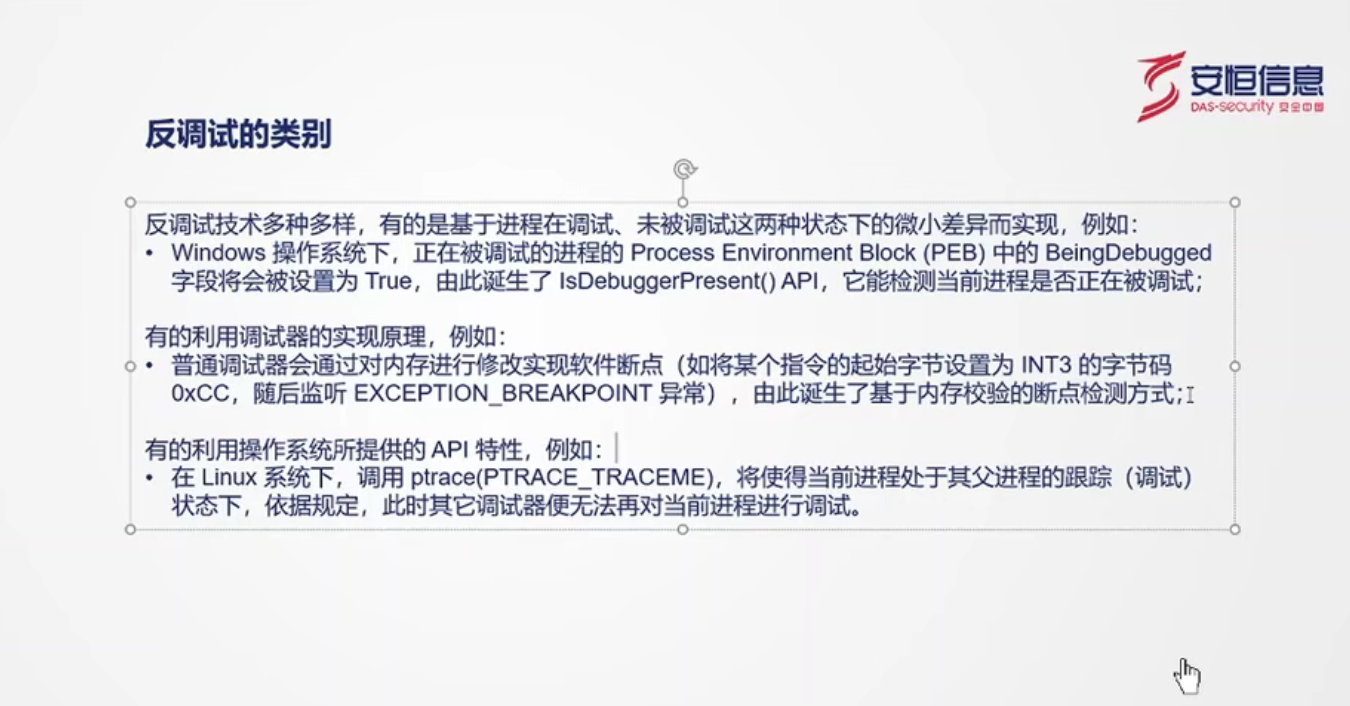 安恒信息
DAS-security 安全中国
反调试的类别
反调试技术多种多样，有的是基于进程在调试、未被调试这两种状态下的微小差异而实现，例如：
• Windows 操作系统下，正在被调试的进程的 Process Environment Block (PEB) 中的 BeingDebugged
字段将会被设置为 True，由此诞生了 IsDebuggerPresent() API，它能检测当前进程是否正在被调试；
有的利用调试器的实现原理，例如：
• 普通调试器会通过对内存进行修改实现软件断点（如将某个指令的起始字节设置为 INT3 的字节码
0xCC，随后监听 EXCEPTION_BREAKPOINT 异常），由此诞生了基于内存校验的断点检测方式；
有的利用操作系统所提供的 API 特性，例如：
• 在 Linux 系统下，调用 ptrace(PTRACE_TRACEME)，将使得当前进程处于其父进程的跟踪（调试）
状态下，依据规定，此时其它调试器便无法再对当前进程进行调试。